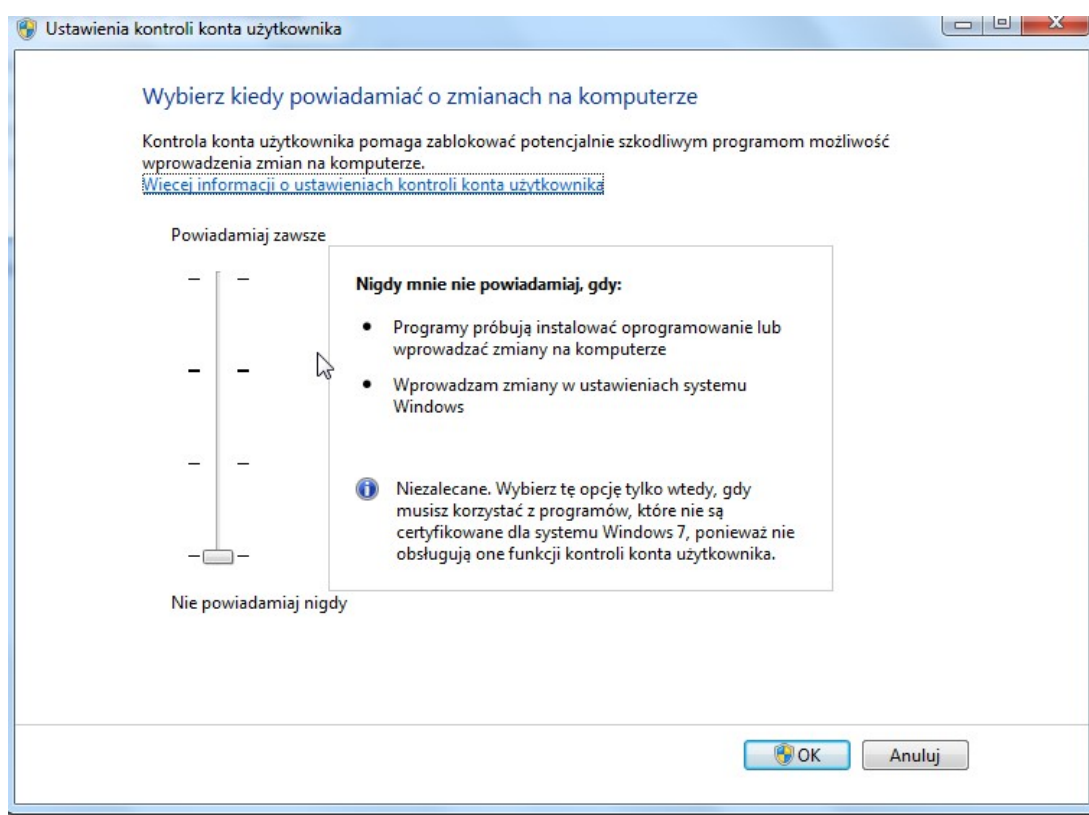 Ustawienia kontroli konta użytkownika
Wybierz kiedy powiadamiać o zmianach na komputerze
Kontrola konta użytkownika pomaga zablokować potencjalnie szkodliwym programom możliwość
wprowadzenia zmian na komputerze.
Więcej informacji o ustawieniach kontroli konta użytkownika
Powiadamiaj zawsze
Nigdy mnie nie powiadamiaj, gdy:
• Programy próbują instalować oprogramowanie lub
wprowadzać zmiany na komputerze
• Wprowadzam zmiany w ustawieniach systemu
Windows
Niezalecane. Wybierz tę opcję tylko wtedy, gdy
musisz korzystać z programów, które nie są
certyfikowane dla systemu Windows 7, ponieważ nie
obsługują one funkcji kontroli konta użytkownika.
Nie powiadamiaj nigdy
OK Anuluj